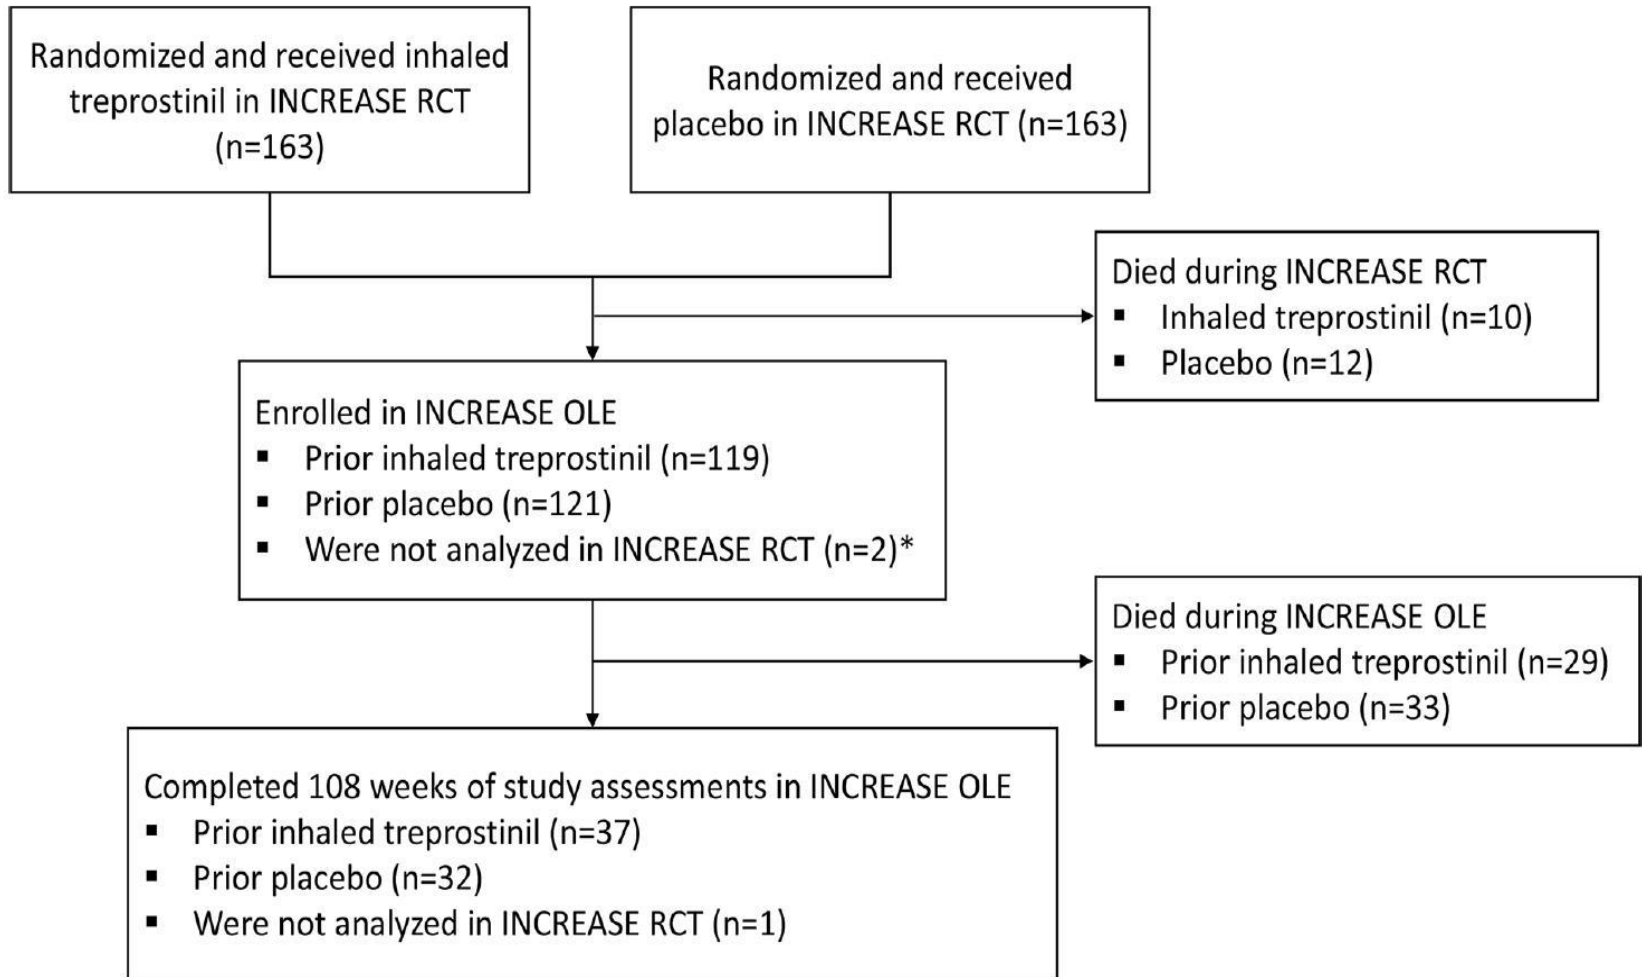 Randomized and received inhaled
treprostinil in INCREASE RCT
(n=163)
Randomized and received
placebo in INCREASE RCT (n=163)
Died during INCREASE RCT
▪ Inhaled treprostinil (n=10)
▪ Placebo (n=12)
Enrolled in INCREASE OLE
▪ Prior inhaled treprostinil (n=119)
▪ Prior placebo (n=121)
▪ Were not analyzed in INCREASE RCT (n=2)*
Died during INCREASE OLE
▪ Prior inhaled treprostinil (n=29)
▪ Prior placebo (n=33)
Completed 108 weeks of study assessments in INCREASE OLE
▪ Prior inhaled treprostinil (n=37)
▪ Prior placebo (n=32)
▪ Were not analyzed in INCREASE RCT (n=1)